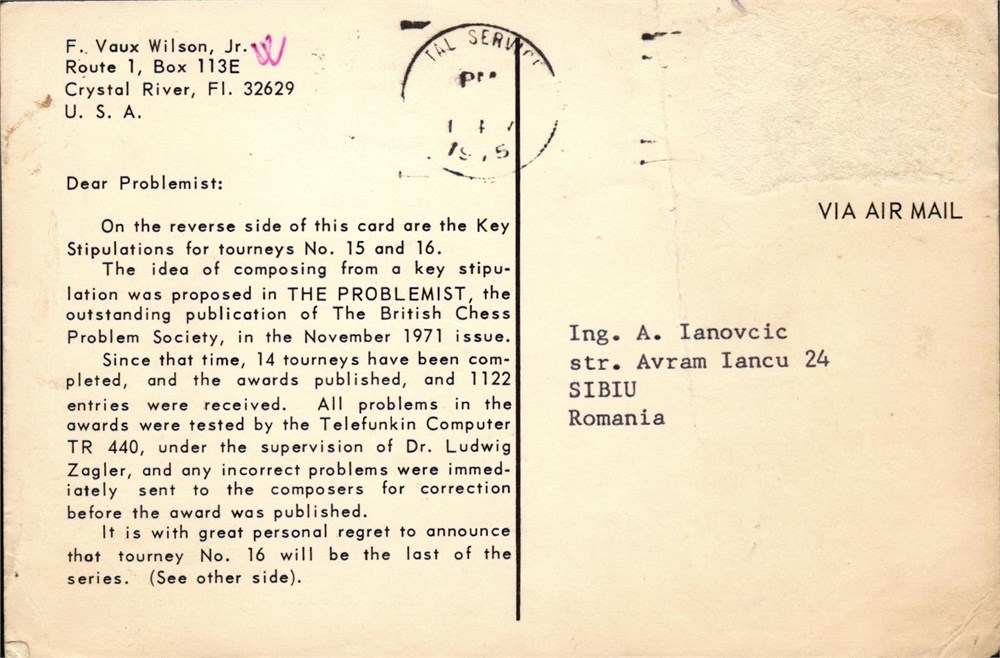 F. Vaux Wilson, Jr.
Route 1, Box 113E
Crystal River, Fl. 32629
U. S. A.
TAL SERVICE
PM
Dear Problemist:
On the reverse side of this card are the Key
Stipulations for tourneys No. 15 and 16.
The idea of composing from a key stipu-
lation was proposed in THE PROBLEMIST, the
outstanding publication of The British Chess
Problem Society, in the November 1971 issue.
Since that time, 14 tourneys have been com-
pleted, and the awards published, and 1122
entries were received. All problems in the
awards were tested by the Telefunkin Computer
TR 440, under the supervision of Dr. Ludwig
Zagler, and any incorrect problems were immed-
iately sent to the composers for correction
before the award was published.
It is with great personal regret to announce
that tourney No. 16 will be the last of the
series. (See other side).
VIA AIR MAIL
Ing. A. Ianovcic
str. Avram Iancu 24
SIBIU
Romania